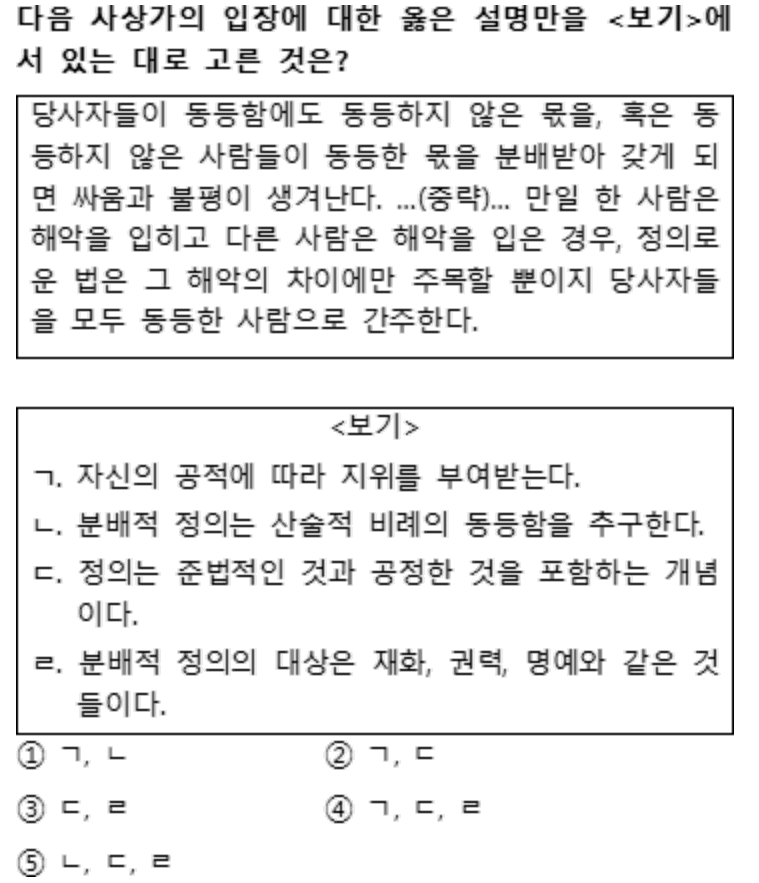 다음 사상가의 입장에 대한 옳은 설명만을 <보기>에
서 있는 대로 고른 것은?
당사자들이 동등함에도 동등하지 않은 몫을, 혹은 동
등하지 않은 사람들이 동등한 몫을 분배받아 갖게 되
면 싸움과 불평이 생겨난다. ...(중략)... 만일 한 사람은
해악을 입히고 다른 사람은 해악을 입은 경우, 정의로
운 법은 그 해악의 차이에만 주목할 뿐이지 당사자들
을 모두 동등한 사람으로 간주한다.
<보기>
ㄱ. 자신의 공적에 따라 지위를 부여받는다.
ㄴ. 분배적 정의는 산술적 비례의 동등함을 추구한다.
ㄷ. 정의는 준법적인 것과 공정한 것을 포함하는 개념
이다.
ㄹ. 분배적 정의의 대상은 재화, 권력, 명예와 같은 것
들이다.
① ㄱ, ㄴ ② ㄱ, ㄷ
③ ㄷ, ㄹ ④ ㄱ, ㄷ, ㄹ
⑤ ㄴ, ㄷ, ㄹ